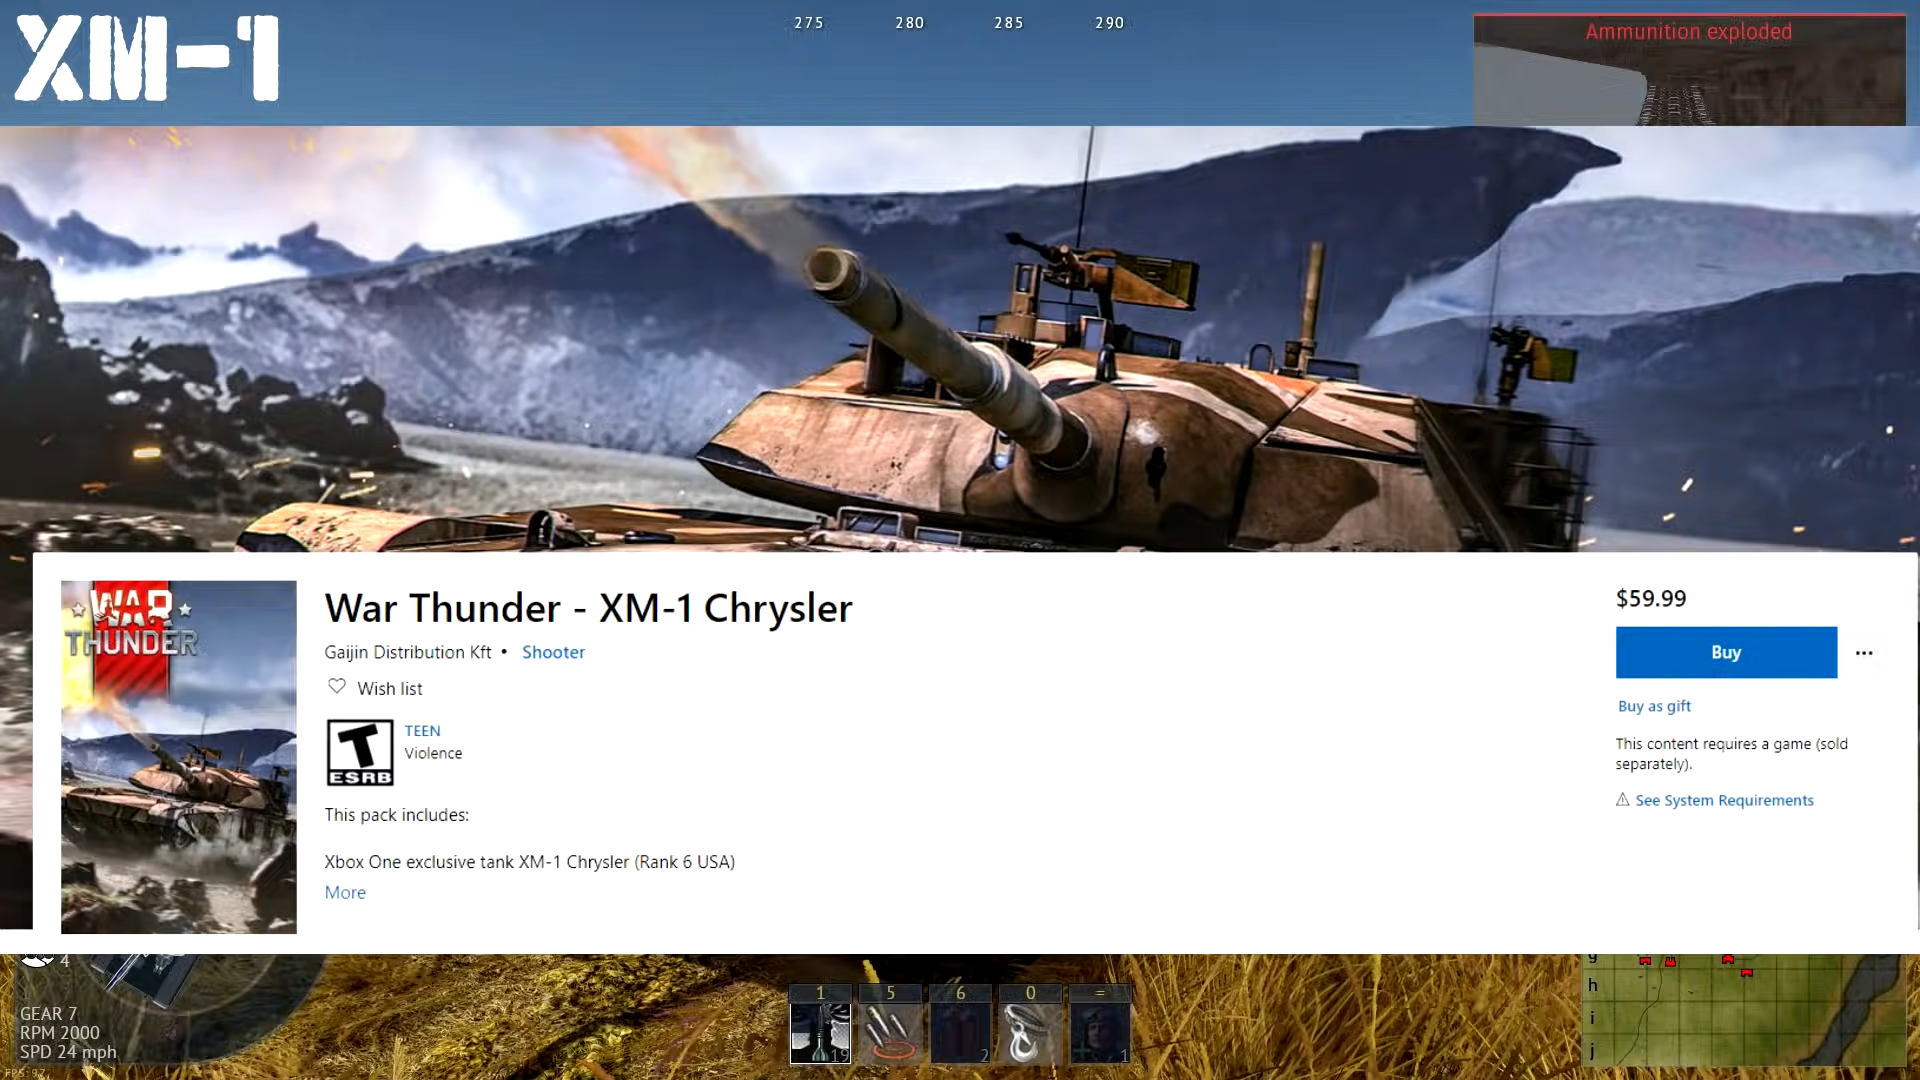 XM-1
275 280 285 290
Ammunition exploded
WAR
THUNDER
War Thunder - XM-1 Chrysler
Gaijin Distribution Kft • Shooter
Wish list
T
ESRB
TEEN
Violence
This pack includes:
Xbox One exclusive tank XM-1 Chrysler (Rank 6 USA)
More
$59.99
Buy
...
Buy as gift
This content requires a game (sold
separately).
See System Requirements
4
GEAR 7
RPM 2000
SPD 24 mph
1 5 6 0 =
19 2 1
g
h
i
j